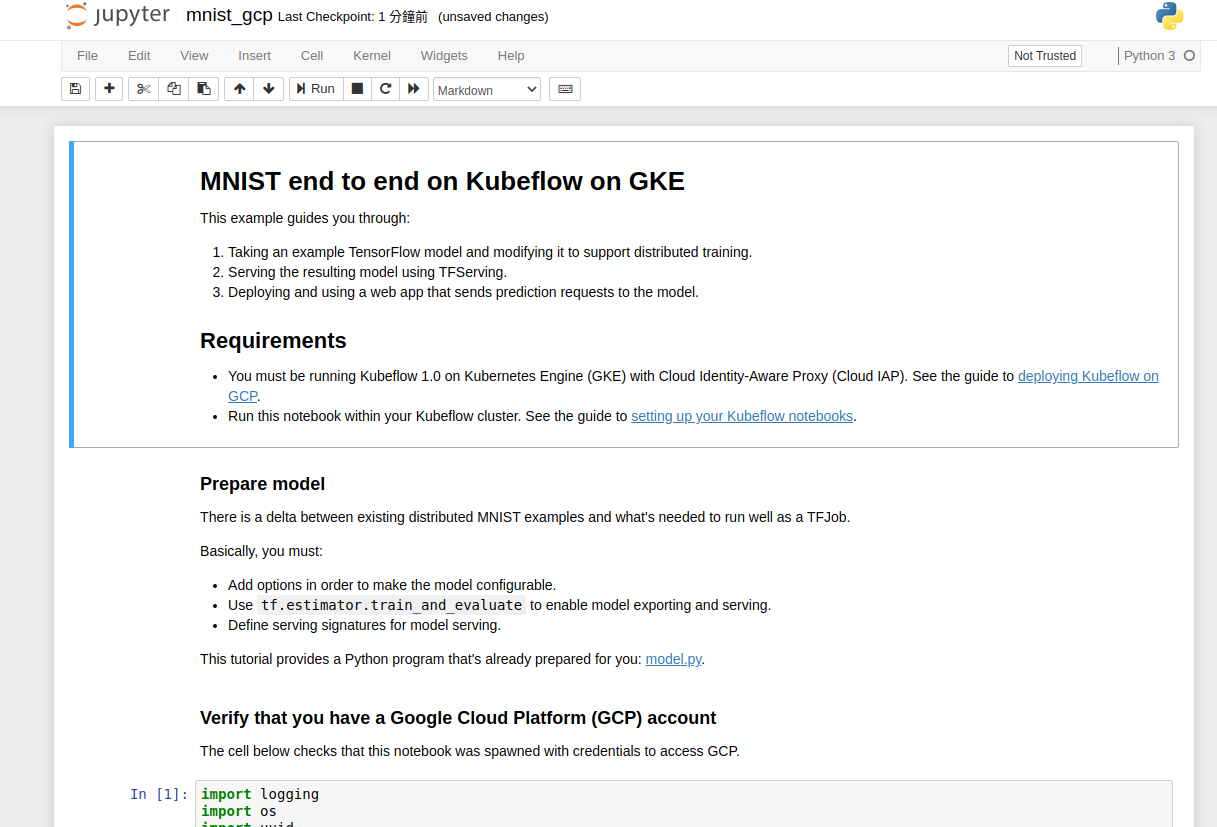 jupyter mnist_gcp Last Checkpoint: 1 分鐘前 (unsaved changes)
File Edit View Insert Cell Kernel Widgets Help Not Trusted Python 3
Run Markdown
MNIST end to end on Kubeflow on GKE
This example guides you through:
1. Taking an example TensorFlow model and modifying it to support distributed training.
2. Serving the resulting model using TFServing.
3. Deploying and using a web app that sends prediction requests to the model.
Requirements
• You must be running Kubeflow 1.0 on Kubernetes Engine (GKE) with Cloud Identity-Aware Proxy (Cloud IAP). See the guide to deploying Kubeflow on
GCP.
• Run this notebook within your Kubeflow cluster. See the guide to setting up your Kubeflow notebooks.
Prepare model
There is a delta between existing distributed MNIST examples and what's needed to run well as a TFJob.
Basically, you must:
• Add options in order to make the model configurable.
• Use tf.estimator.train_and_evaluate to enable model exporting and serving.
• Define serving signatures for model serving.
This tutorial provides a Python program that's already prepared for you: model.py.
Verify that you have a Google Cloud Platform (GCP) account
The cell below checks that this notebook was spawned with credentials to access GCP.
In [1]: import logging
import os
import uuid